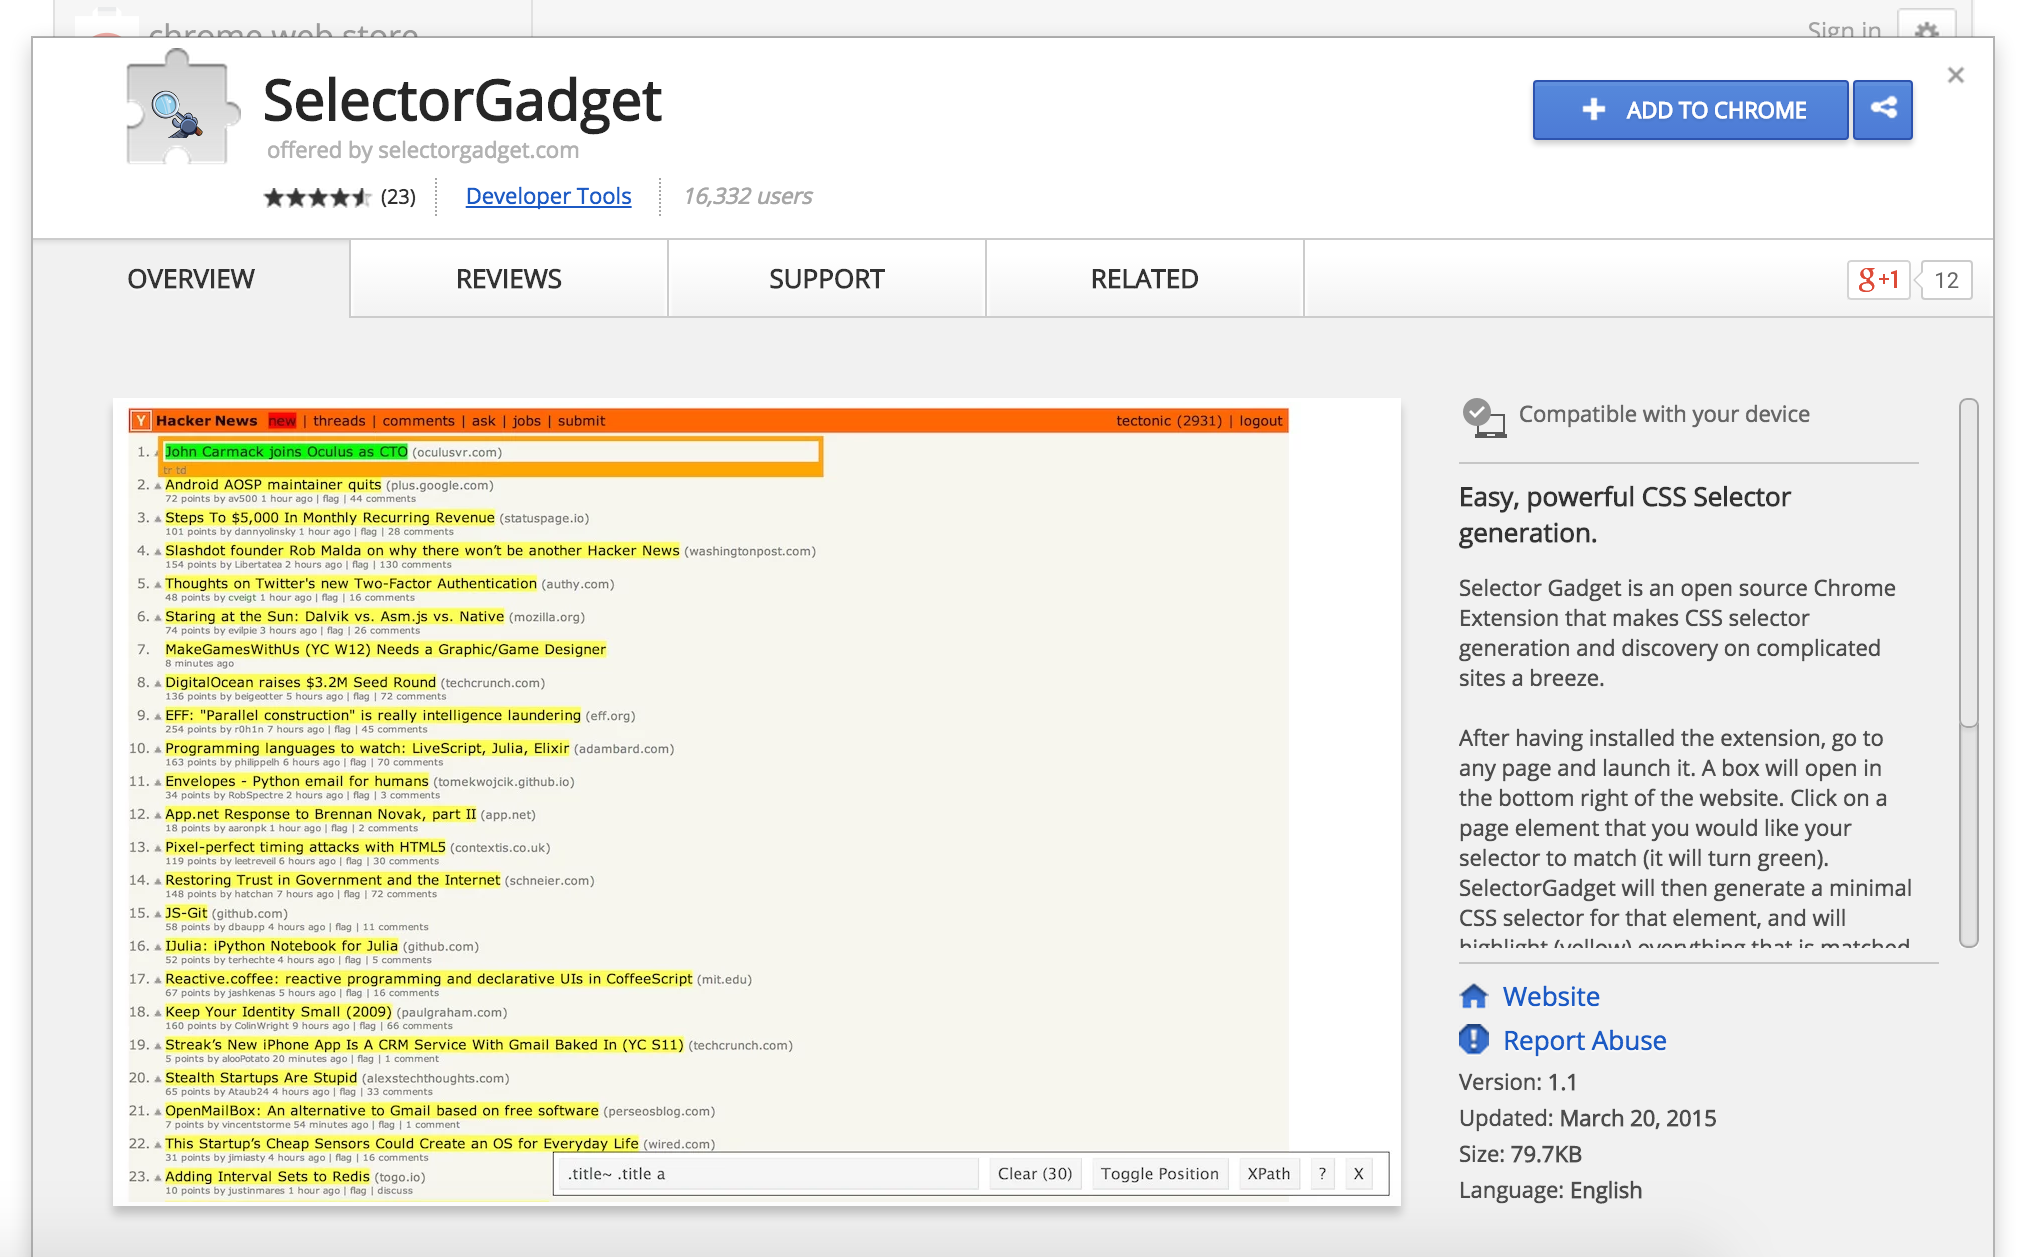 chrome web store
Sign in
SelectorGadget
offered by selectorgadget.com
(23) Developer Tools 16,332 users
ADD TO CHROME
OVERVIEW REVIEWS SUPPORT RELATED
g+1 12
Y Hacker News new | threads | comments | ask | jobs | submit tectonic (2931) | logout
1. John Carmack joins Oculus as CTO (oculusvr.com)
tr td
2. Android AOSP maintainer quits (plus.google.com)
72 points by av500 1 hour ago | flag | 44 comments
3. Steps To $5,000 In Monthly Recurring Revenue (statuspage.io)
101 points by dannyolinsky 1 hour ago | flag | 28 comments
4. Slashdot founder Rob Malda on why there won't be another Hacker News (washingtonpost.com)
154 points by Libertatea 2 hours ago | flag | 130 comments
5. Thoughts on Twitter's new Two-Factor Authentication (authy.com)
48 points by cveigt 1 hour ago | flag | 16 comments
6. Staring at the Sun: Dalvik vs. Asm.js vs. Native (mozilla.org)
74 points by evilpie 3 hours ago | flag | 26 comments
7. MakeGamesWithUs (YC W12) Needs a Graphic/Game Designer
8 minutes ago
8. DigitalOcean raises $3.2M Seed Round (techcrunch.com)
136 points by beigeotter 5 hours ago | flag | 72 comments
9. EFF: "Parallel construction" is really intelligence laundering (eff.org)
254 points by r0h1n 7 hours ago | flag | 45 comments
10. Programming languages to watch: LiveScript, Julia, Elixir (adambard.com)
163 points by philippelh 6 hours ago | flag | 70 comments
11. Envelopes - Python email for humans (tomekwojcik.github.io)
34 points by RobSpectre 2 hours ago | flag | 3 comments
12. App.net Response to Brennan Novak, part II (app.net)
18 points by aaronpk 1 hour ago | flag | 2 comments
13. Pixel-perfect timing attacks with HTML5 (contextis.co.uk)
119 points by leetreveil 6 hours ago | flag | 30 comments
14. Restoring Trust in Government and the Internet (schneier.com)
148 points by hatchan 7 hours ago | flag | 72 comments
15. JS-Git (github.com)
58 points by dbaupp 4 hours ago | flag | 11 comments
16. IJulia: iPython Notebook for Julia (github.com)
52 points by terhechte 4 hours ago | flag | 5 comments
17. Reactive.coffee: reactive programming and declarative UIs in CoffeeScript (mit.edu)
67 points by jashkenas 5 hours ago | flag | 16 comments
18. Keep Your Identity Small (2009) (paulgraham.com)
160 points by ColinWright 9 hours ago | flag | 66 comments
19. Streak's New iPhone App Is A CRM Service With Gmail Baked In (YC S11) (techcrunch.com)
5 points by alooPotato 20 minutes ago | flag | 1 comment
20. Stealth Startups Are Stupid (alexstechthoughts.com)
65 points by Ataub24 4 hours ago | flag | 33 comments
21. OpenMailBox: An alternative to Gmail based on free software (perseosblog.com)
7 points by vincentstorme 54 minutes ago | flag | 1 comment
22. This Startup's Cheap Sensors Could Create an OS for Everyday Life (wired.com)
31 points by jimiasty 4 hours ago | flag | 16 comments
23. Adding Interval Sets to Redis (togo.io)
10 points by justinmares 1 hour ago | flag | discuss
.title~ .title a Clear (30) Toggle Position XPath ? X
Compatible with your device
Easy, powerful CSS Selector
generation.
Selector Gadget is an open source Chrome
Extension that makes CSS selector
generation and discovery on complicated
sites a breeze.
After having installed the extension, go to
any page and launch it. A box will open in
the bottom right of the website. Click on a
page element that you would like your
selector to match (it will turn green).
SelectorGadget will then generate a minimal
CSS selector for that element, and will
highlight (yellow) everything that is matched
Website
Report Abuse
Version: 1.1
Updated: March 20, 2015
Size: 79.7KB
Language: English